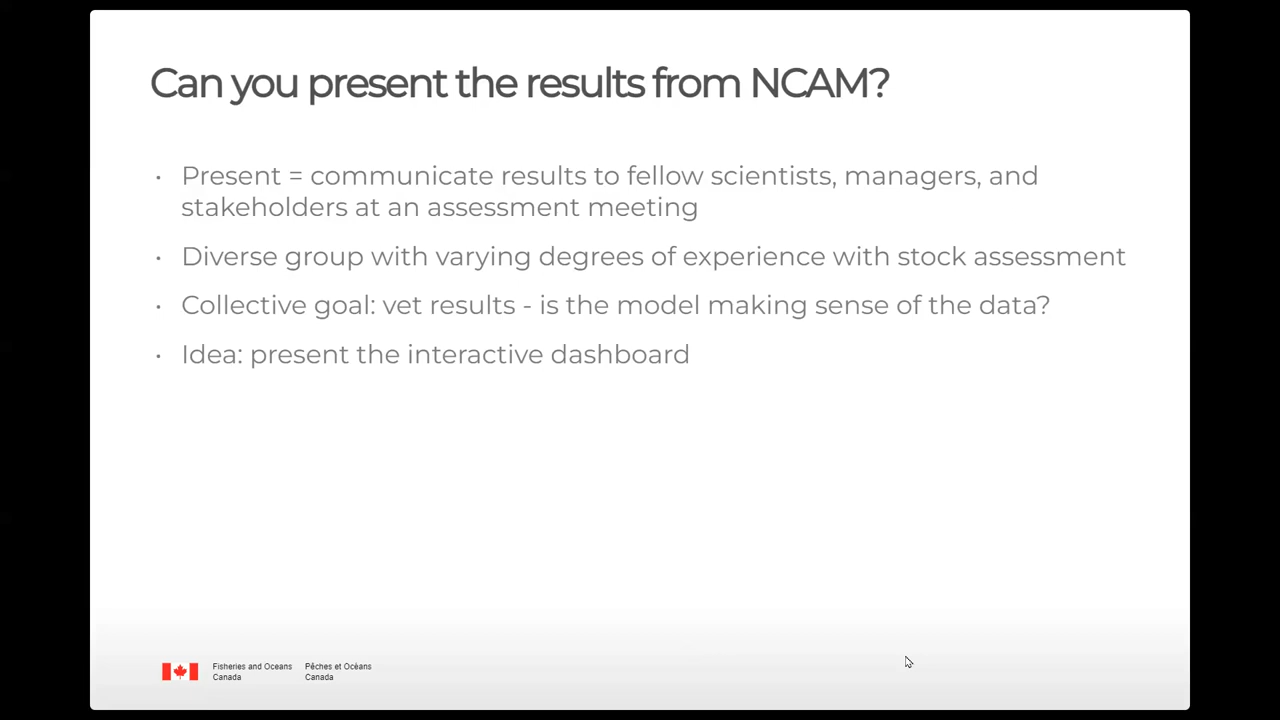 Can you present the results from NCAM?
· Present = communicate results to fellow scientists, managers, and
stakeholders at an assessment meeting
· Diverse group with varying degrees of experience with stock assessment
· Collective goal: vet results - is the model making sense of the data?
· Idea: present the interactive dashboard
Fisheries and Oceans
Canada
Pêches et Océans
Canada